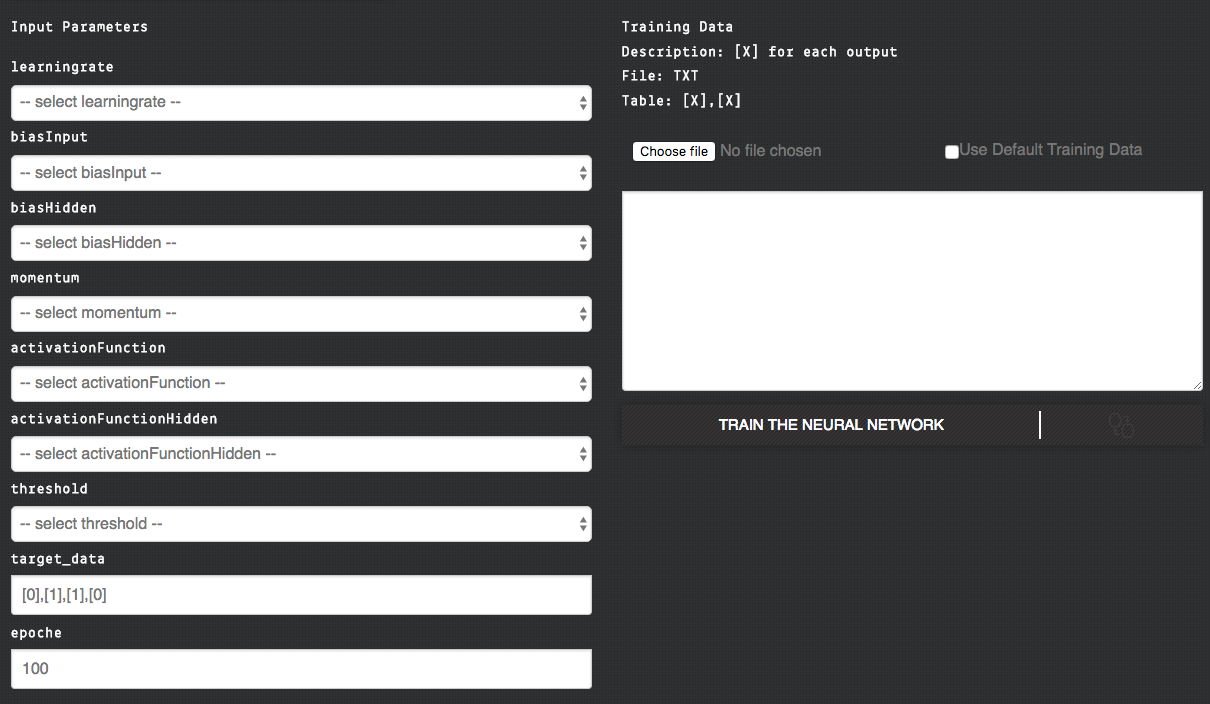 Input Parameters
learningrate
-- select learningrate --
biasInput
-- select biasInput --
biasHidden
-- select biasHidden --
momentum
-- select momentum --
activationFunction
-- select activationFunction --
activationFunctionHidden
-- select activationFunctionHidden --
threshold
-- select threshold --
target_data
[0],[1],[1],[0]
epoche
100
Training Data
Description: [X] for each output
File: TXT
Table: [X],[X]
Choose file No file chosen
Use Default Training Data
TRAIN THE NEURAL NETWORK